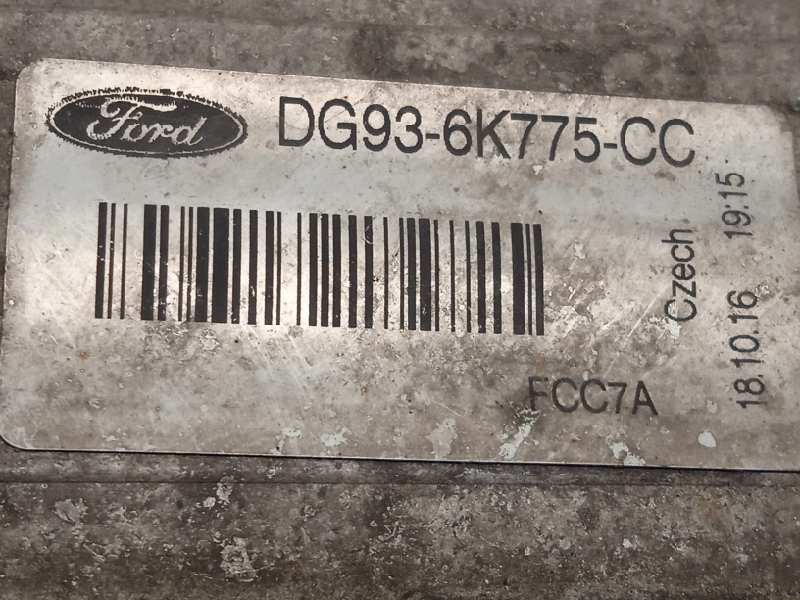 Ford
DG93-6K775-CC
Czech
18.10.16 19:15
FCC7A